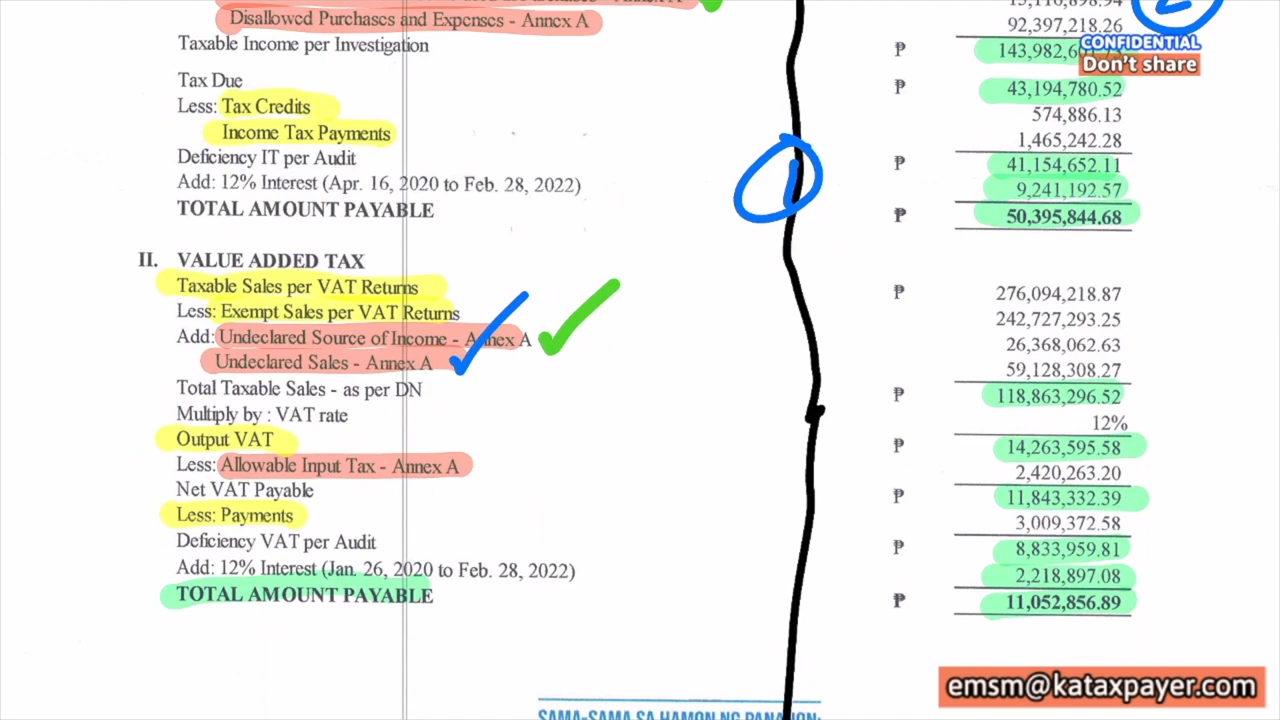 Disallowed Purchases and Expenses - Annex A 92,397,218.26
Taxable Income per Investigation ₱ 143,982,6
CONFIDENTIAL
Don't share
Tax Due ₱ 43,194,780.52
Less: Tax Credits 574,886.13
Income Tax Payments 1,465,242.28
Deficiency IT per Audit ₱ 41,154,652.11
Add: 12% Interest (Apr. 16, 2020 to Feb. 28, 2022) 9,241,192.57
TOTAL AMOUNT PAYABLE ₱ 50,395,844.68
1
II. VALUE ADDED TAX
Taxable Sales per VAT Returns ₱ 276,094,218.87
Less: Exempt Sales per VAT Returns 242,727,293.25
Add: Undeclared Source of Income - Annex A 26,368,062.63
Undeclared Sales - Annex A 59,128,308.27
Total Taxable Sales - as per DN ₱ 118,863,296.52
Multiply by : VAT rate 12%
Output VAT ₱ 14,263,595.58
Less: Allowable Input Tax - Annex A 2,420,263.20
Net VAT Payable ₱ 11,843,332.39
Less: Payments 3,009,372.58
Deficiency VAT per Audit ₱ 8,833,959.81
Add: 12% Interest (Jan. 26, 2020 to Feb. 28, 2022) 2,218,897.08
TOTAL AMOUNT PAYABLE ₱ 11,052,856.89
emsm@kataxpayer.com
SAMA-SAMA SA HAMON NG PANAHON: